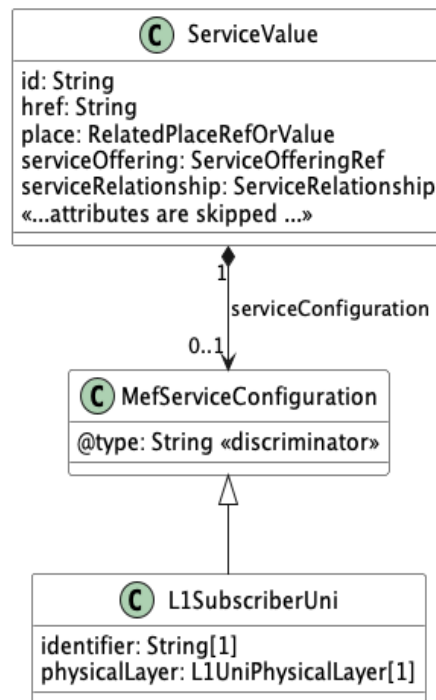 C ServiceValue
id: String
href: String
place: RelatedPlaceRefOrValue
serviceOffering: ServiceOfferingRef
serviceRelationship: ServiceRelationship
«...attributes are skipped ...»
1
serviceConfiguration
0..1
C MefServiceConfiguration
@type: String «discriminator»
C L1SubscriberUni
identifier: String[1]
physicalLayer: L1UniPhysicalLayer[1]